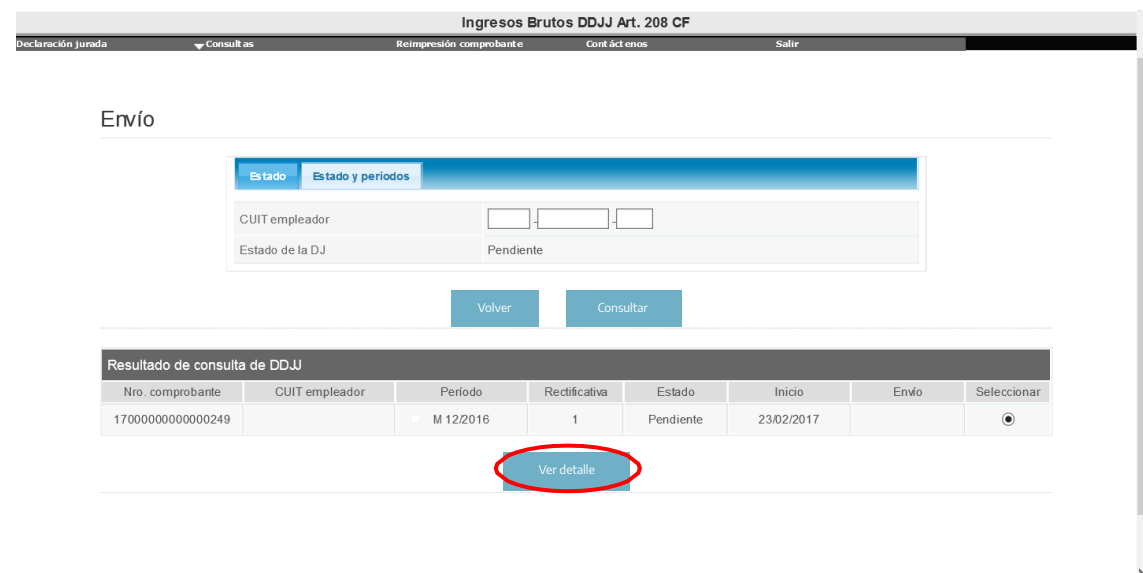 Ingresos Brutos DDJJ Art. 208 CF
Declaración jurada Consultas Reimpresión comprobante Contáctenos Salir
Envío
Estado Estado y períodos
CUIT empleador - -
Estado de la DJ Pendiente
Volver Consultar
Resultado de consulta de DDJJ
Nro. comprobante CUIT empleador Período Rectificativa Estado Inicio Envío Seleccionar
17000000000000249 M 12/2016 1 Pendiente 23/02/2017
Ver detalle